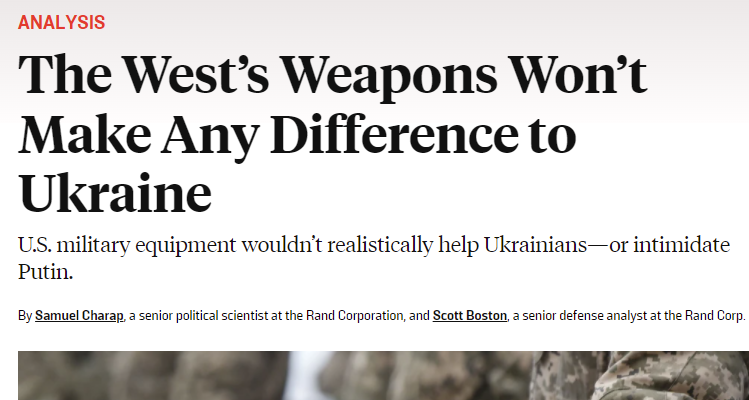 ANALYSIS
The West’s Weapons Won’t
Make Any Difference to
Ukraine
U.S. military equipment wouldn’t realistically help Ukrainians—or intimidate
Putin.
By Samuel Charap, a senior political scientist at the Rand Corporation, and Scott Boston, a senior defense analyst at the Rand Corp.